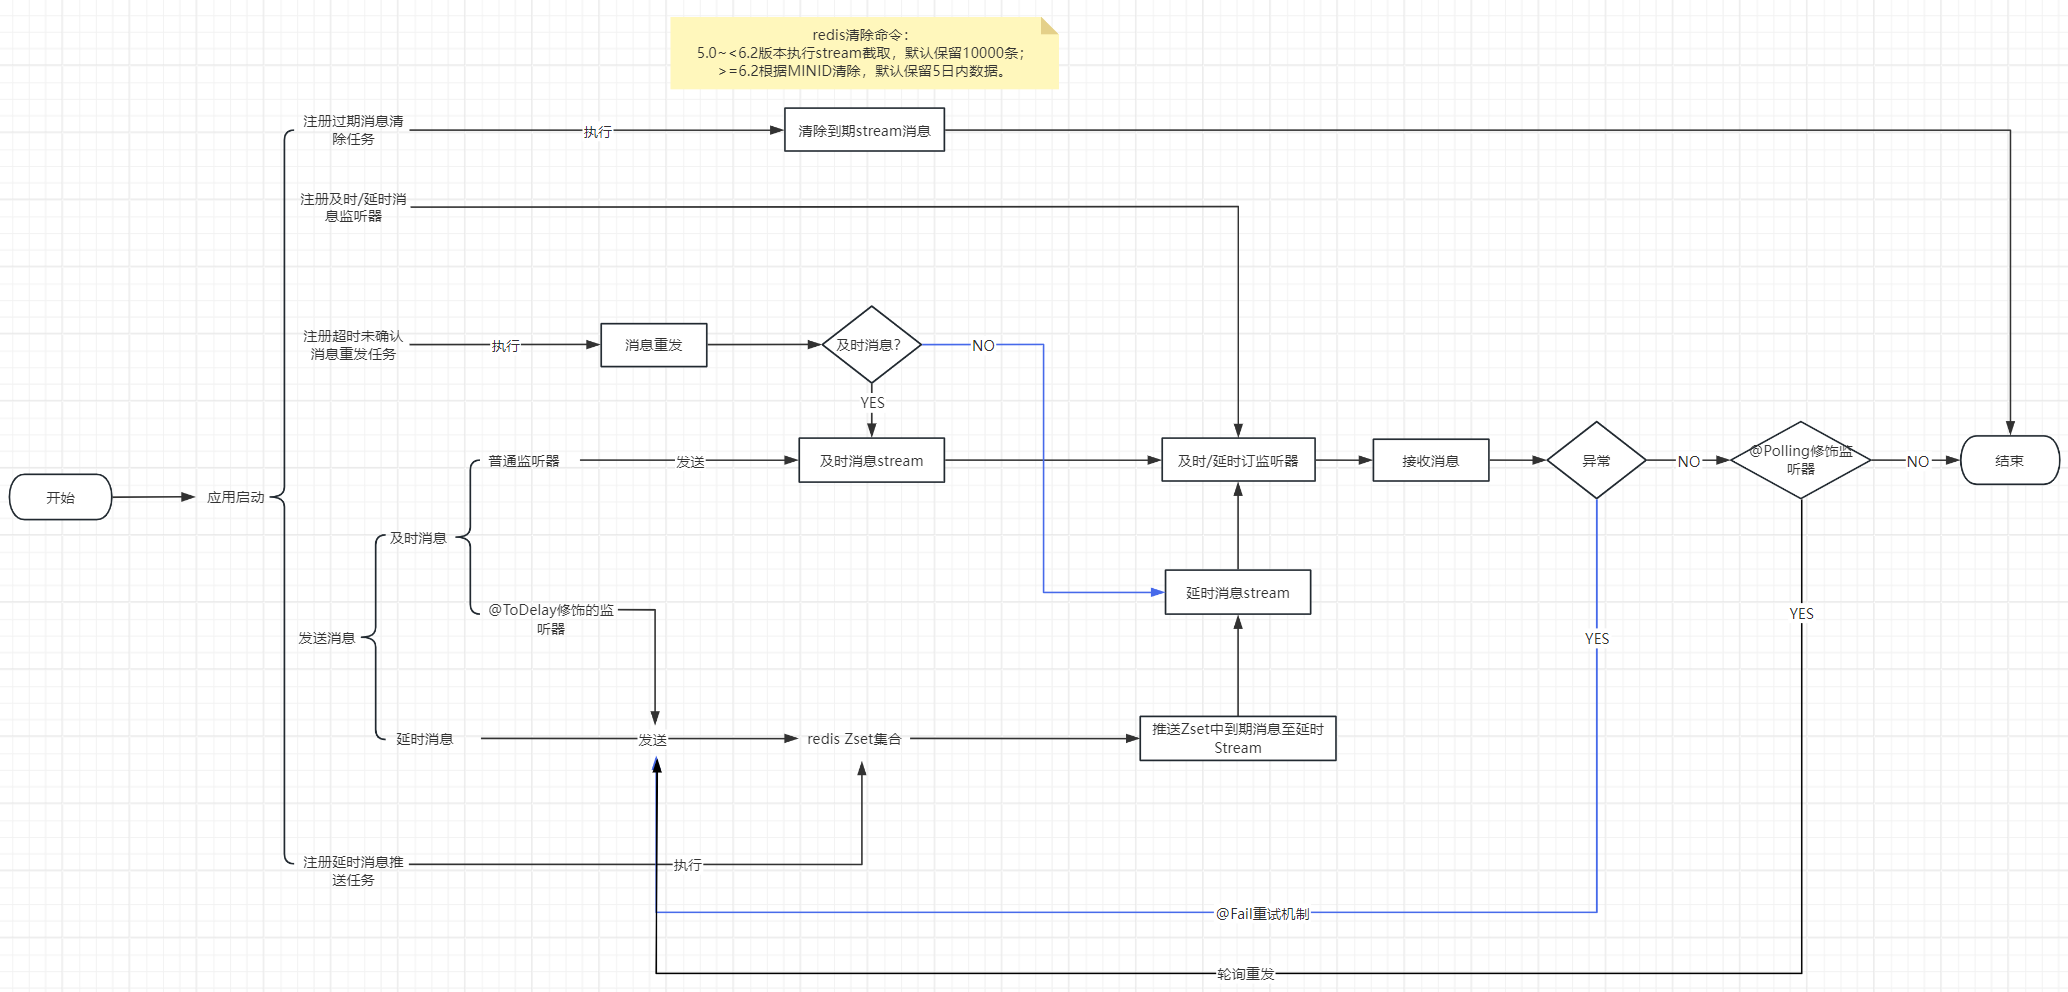 redis清除命令：
5.0~<6.2版本执行stream截取，默认保留10000条；
>=6.2根据MINID清除，默认保留5日内数据。
注册过期消息清
除任务
执行
清除到期stream消息
注册及时/延时消
息监听器
注册超时未确认
消息重发任务
执行
消息重发
及时消息？
NO
YES
普通监听器
发送
及时消息stream
及时/延时订监听器
接收消息
异常
NO
@Polling修饰监
听器
NO
结束
开始
应用启动
及时消息
延时消息stream
@ToDelay修饰的监
听器
YES
YES
发送消息
延时消息
发送
redis Zset集合
推送Zset中到期消息至延时
Stream
注册延时消息推
送任务
执行
@Fail重试机制
轮询重发